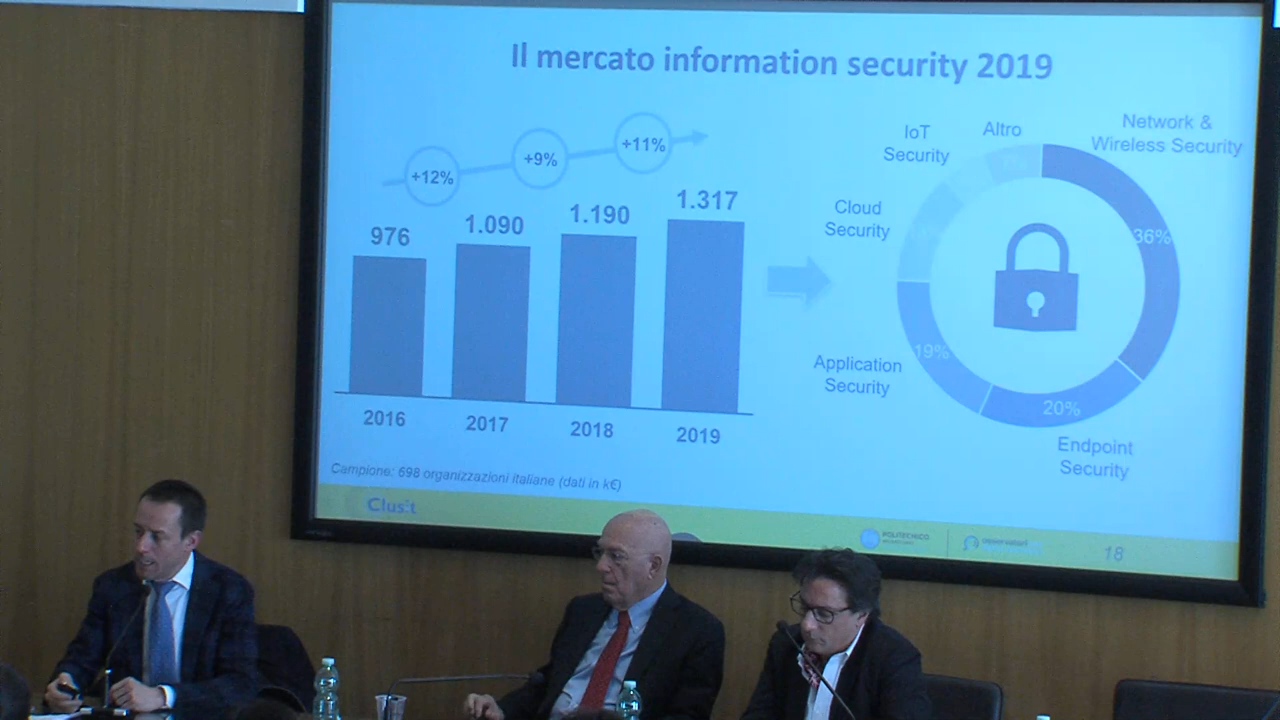 Il mercato information security 2019
+12%
+9%
+11%
976
1.090
1.190
1.317
2016
2017
2018
2019
Campione: 698 organizzazioni italiane (dati in k€)
IoT
Security
Altro
Network &
Wireless Security
Cloud
Security
36%
Application
Security
19%
20%
Endpoint
Security
Clusit
POLITECNICO
osservatori
18